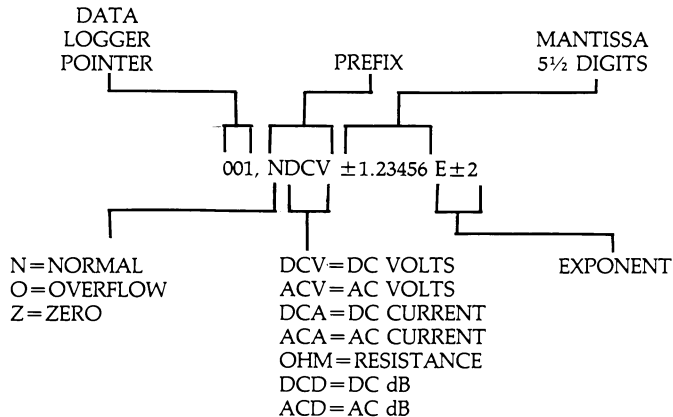 DATA
LOGGER
POINTER
PREFIX
MANTISSA
5½ DIGITS
001, NDCV ±1.23456 E±2
N=NORMAL
O=OVERFLOW
Z=ZERO
DCV=DC VOLTS
ACV=AC VOLTS
DCA=DC CURRENT
ACA=AC CURRENT
OHM=RESISTANCE
DCD=DC dB
ACD=AC dB
EXPONENT